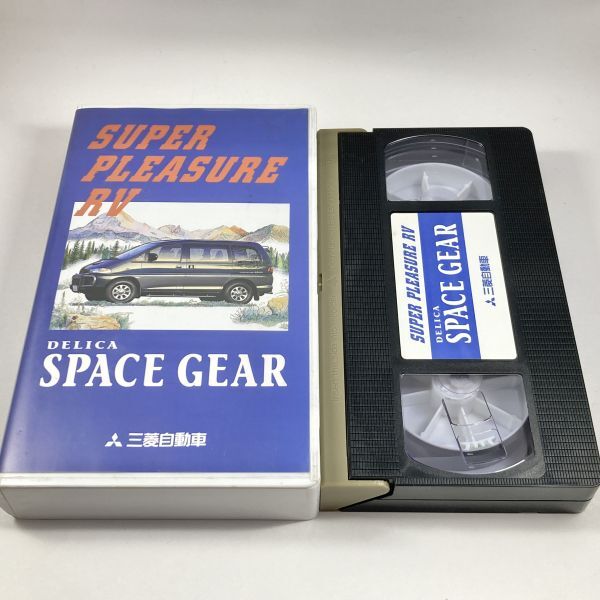 SUPER
PLEASURE
RV
DELICA
SPACE GEAR
三菱自動車
SUPER PLEASURE RV
DELICA
SPACE GEAR
三菱自動車